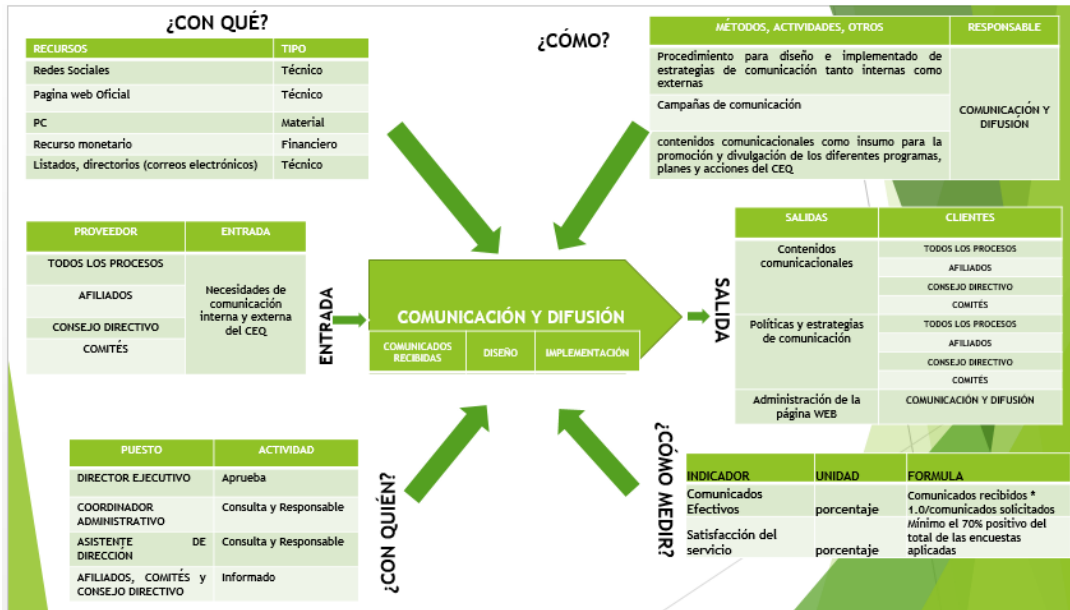 ¿CON QUÉ?
RECURSOS TIPO
Redes Sociales Técnico
Pagina web Oficial Técnico
PC Material
Recurso monetario Financiero
Listados, directorios (correos electrónicos) Técnico
¿CÓMO?
MÉTODOS, ACTIVIDADES, OTROS RESPONSABLE
Procedimiento para diseño e implementado de
estrategias de comunicación tanto internas como
externas
Campañas de comunicación
contenidos comunicacionales como insumo para la
promoción y divulgación de los diferentes programas,
planes y acciones del CEQ
COMUNICACIÓN Y
DIFUSIÓN
PROVEEDOR ENTRADA
TODOS LOS PROCESOS
AFILIADOS
CONSEJO DIRECTIVO
COMITÉS
Necesidades de
comunicación
interna y externa
del CEQ
ENTRADA
COMUNICACIÓN Y DIFUSIÓN
COMUNICADOS
RECIBIDAS
DISEÑO
IMPLEMENTACIÓN
SALIDA
SALIDAS CLIENTES
Contenidos
comunicacionales
TODOS LOS PROCESOS
AFILIADOS
CONSEJO DIRECTIVO
COMITÉS
Políticas y estrategias
de comunicación
TODOS LOS PROCESOS
AFILIADOS
CONSEJO DIRECTIVO
COMITÉS
Administración de la
página WEB
COMUNICACIÓN Y DIFUSIÓN
PUESTO ACTIVIDAD
DIRECTOR EJECUTIVO Aprueba
COORDINADOR
ADMINISTRATIVO
Consulta y Responsable
ASISTENTE DE
DIRECCIÓN
Consulta y Responsable
AFILIADOS, COMITÉS y
CONSEJO DIRECTIVO
Informado
¿CON QUIÉN?
¿CÓMO MEDIR?
INDICADOR UNIDAD FORMULA
Comunicados
Efectivos
porcentaje
Comunicados recibidos *
1.0/comunicados solicitados
Satisfacción del
servicio
porcentaje
Mínimo el 70% positivo del
total de las encuestas
aplicadas